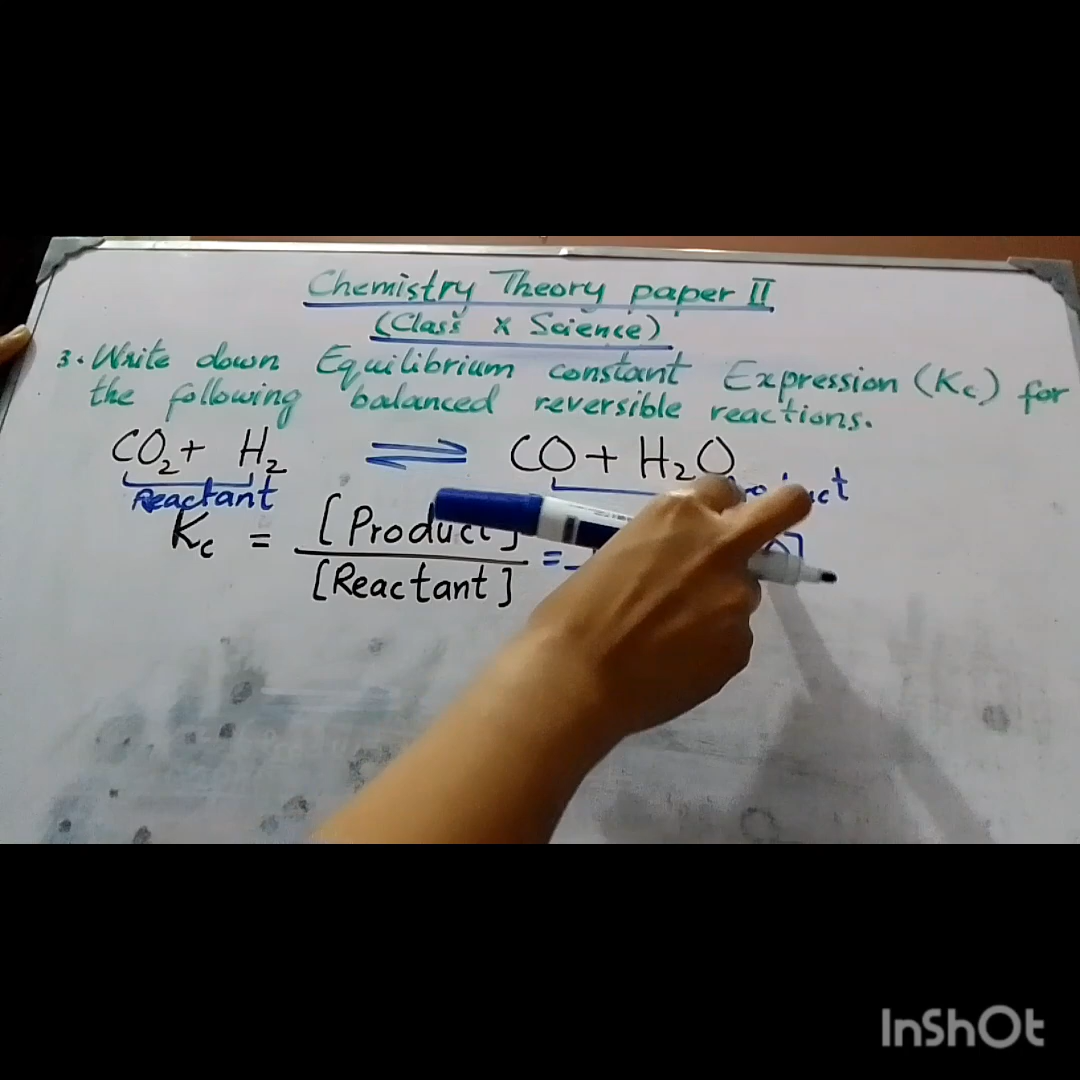 Chemistry Theory paper II
(Class X Science)
3. Write down Equilibrium constant Expression (Kc) for
the following balanced reversible reactions.
CO₂ + H₂ ⇌ CO + H₂O
Reactant
Kc = [Product] / [Reactant] =
InShOt